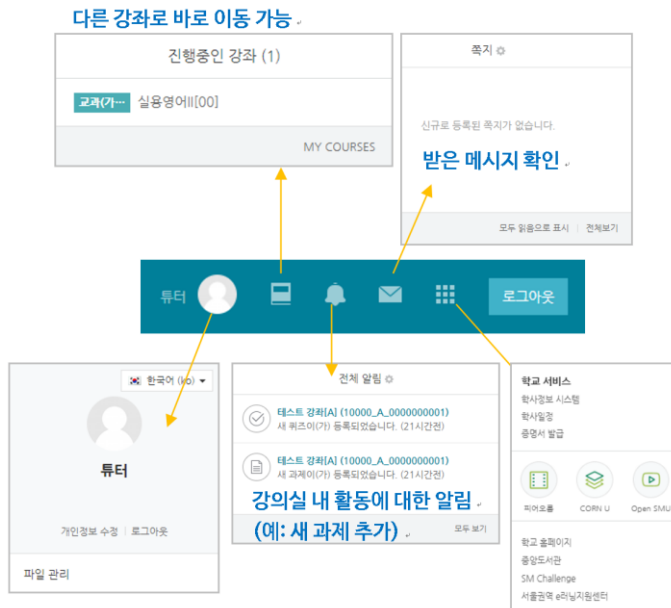 다른 강좌로 바로 이동 가능
진행중인 강좌 (1)
교과(가… 실용영어II[00]
MY COURSES
쪽지
신규로 등록된 쪽지가 없습니다.
받은 메시지 확인
모두 읽음으로 표시 | 전체보기
튜터
로그아웃
한국어 (ko)
튜터
개인정보 수정 | 로그아웃
파일 관리
전체 알림
테스트 강좌[A] (10000_A_0000000001)
새 퀴즈이(가) 등록되었습니다. (21시간전)
테스트 강좌[A] (10000_A_0000000001)
새 과제이(가) 등록되었습니다. (21시간전)
강의실 내 활동에 대한 알림
(예: 새 과제 추가)
모두 보기
학교 서비스
학사정보 시스템
학사일정
증명서 발급
피어오름 CORN U Open SMU
학교 홈페이지
중앙도서관
SM Challenge
서울권역 e러닝지원센터